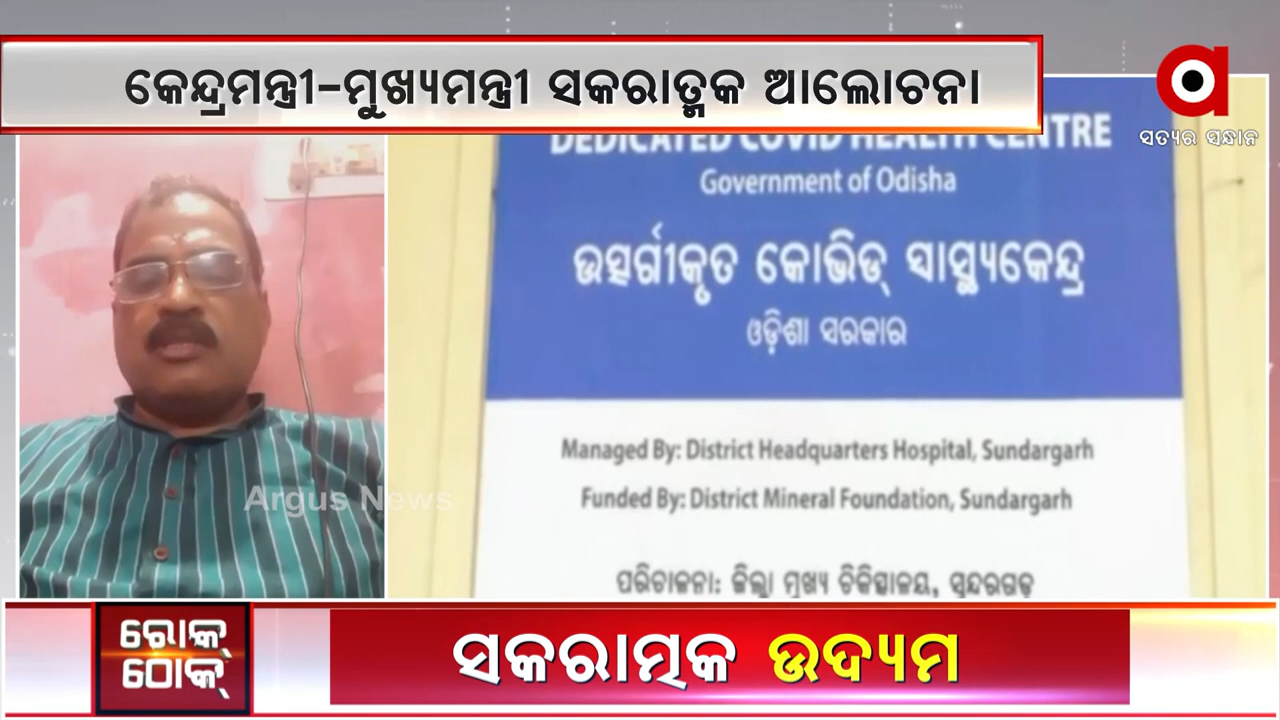 କେନ୍ଦ୍ରମନ୍ତ୍ରୀ-ମୁଖ୍ୟମନ୍ତ୍ରୀ ସକରାତ୍ମକ ଆଲୋଚନା
ସତ୍ୟର ସନ୍ଧାନ
DEDICATED COVID HEALTH CENTRE
Government of Odisha
ଉତ୍ସର୍ଗୀକୃତ କୋଭିଡ୍ ସାସ୍ଥ୍ୟକେନ୍ଦ୍ର
ଓଡ଼ିଶା ସରକାର
Managed By: District Headquarters Hospital, Sundargarh
Funded By: District Mineral Foundation, Sundargarh
ପରିଚାଳନା: ଜିଲ୍ଲା ମୁଖ୍ୟ ଚିକିତ୍ସାଳୟ, ସୁନ୍ଦରଗଡ଼
Argus News
ରୋକ୍
ଠୋକ୍
ସକରାତ୍ମକ ଉଦ୍ୟମ